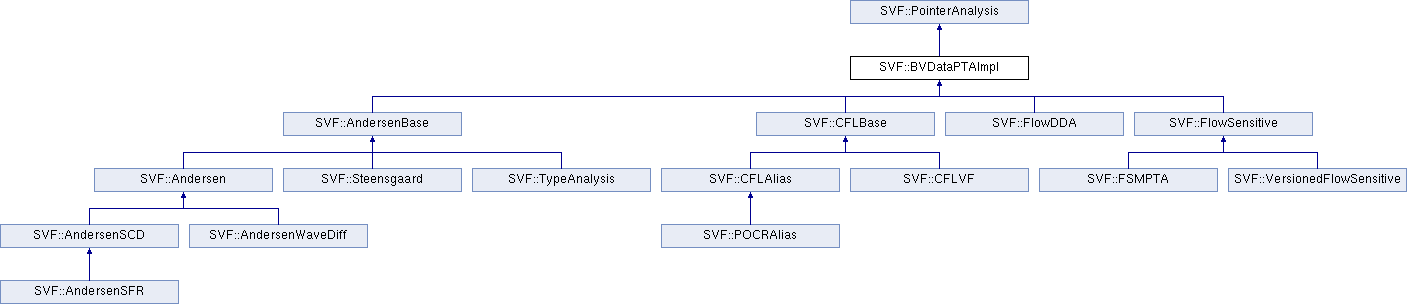 SVF::PointerAnalysis
SVF::BVDataPTAImpl
SVF::AndersenBase
SVF::CFLBase
SVF::FlowDDA
SVF::FlowSensitive
SVF::Andersen
SVF::Steensgaard
SVF::TypeAnalysis
SVF::CFLAlias
SVF::CFLVF
SVF::FSMPTA
SVF::VersionedFlowSensitive
SVF::AndersenSCD
SVF::AndersenWaveDiff
SVF::POCRAlias
SVF::AndersenSFR